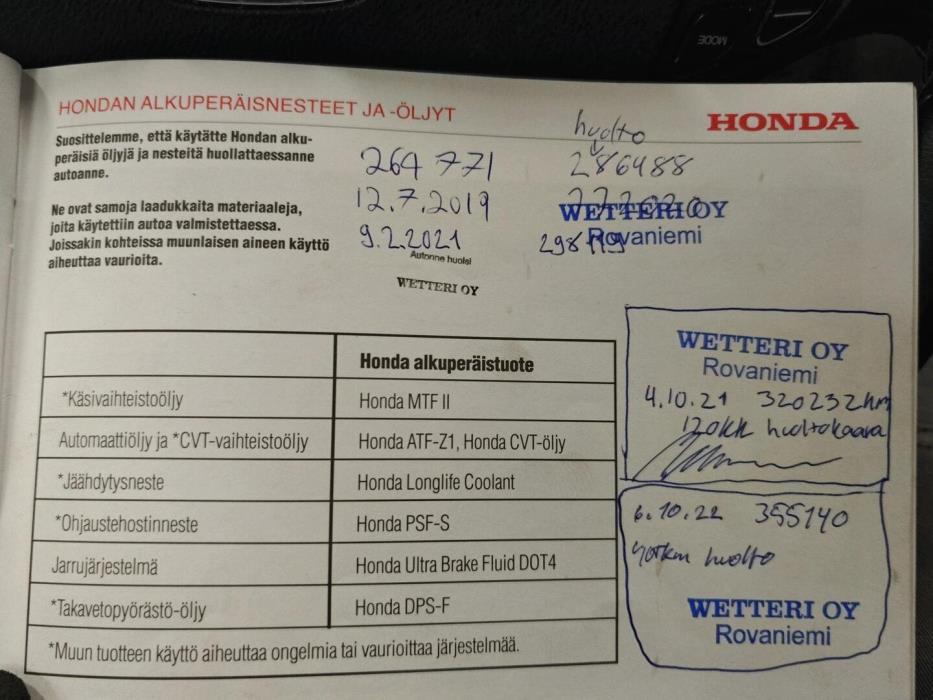 MODE
HONDAN ALKUPERÄISNESTEET JA -ÖLJYT
HONDA
Suosittelemme, että käytätte Hondan alku-
peräisiä öljyjä ja nesteitä huollattaessanne
autoanne.
Ne ovat samoja laadukkaita materiaaleja,
joita käytettiin autoa valmistettaessa.
Joissakin kohteissa muunlaisen aineen käyttö
aiheuttaa vaurioita.
264 771
12.7.2019
9.2.2021
Autonne huolsi
WETTERI OY
huolto
286488
WETTERI OY
Rovaniemi
Honda alkuperäistuote
*Käsivaihteistoöljy Honda MTF II
Automaattiöljy ja *CVT-vaihteistoöljy Honda ATF-Z1, Honda CVT-öljy
*Jäähdytysneste Honda Longlife Coolant
*Ohjaustehostinneste Honda PSF-S
Jarrujärjestelmä Honda Ultra Brake Fluid DOT4
*Takavetopyörästö-öljy Honda DPS-F
*Muun tuotteen käyttö aiheuttaa ongelmia tai vaurioittaa järjestelmää.
WETTERI OY
Rovaniemi
4.10.21 320232km
120kk huoltokaava
6.10.22 355140
huolto
WETTERI OY
Rovaniemi